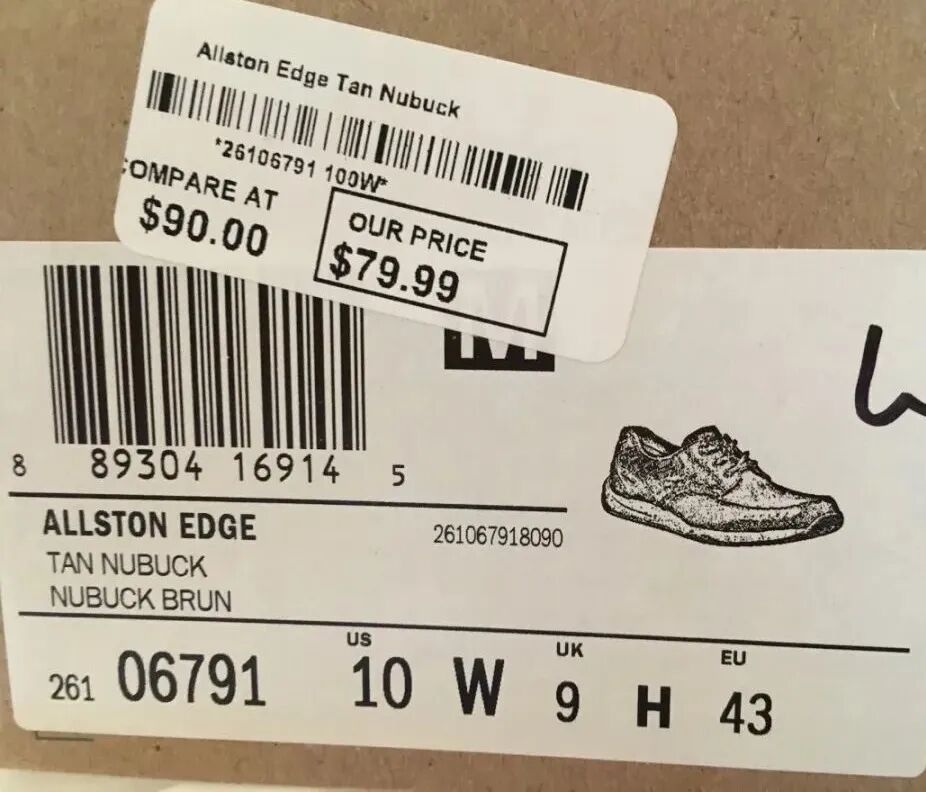 Allston Edge Tan Nubuck
*26106791 100W*
COMPARE AT
$90.00
OUR PRICE
$79.99
M
8 89304 16914 5
ALLSTON EDGE
261067918090
TAN NUBUCK
NUBUCK BRUN
US
UK
EU
261 06791 10 W 9 H 43